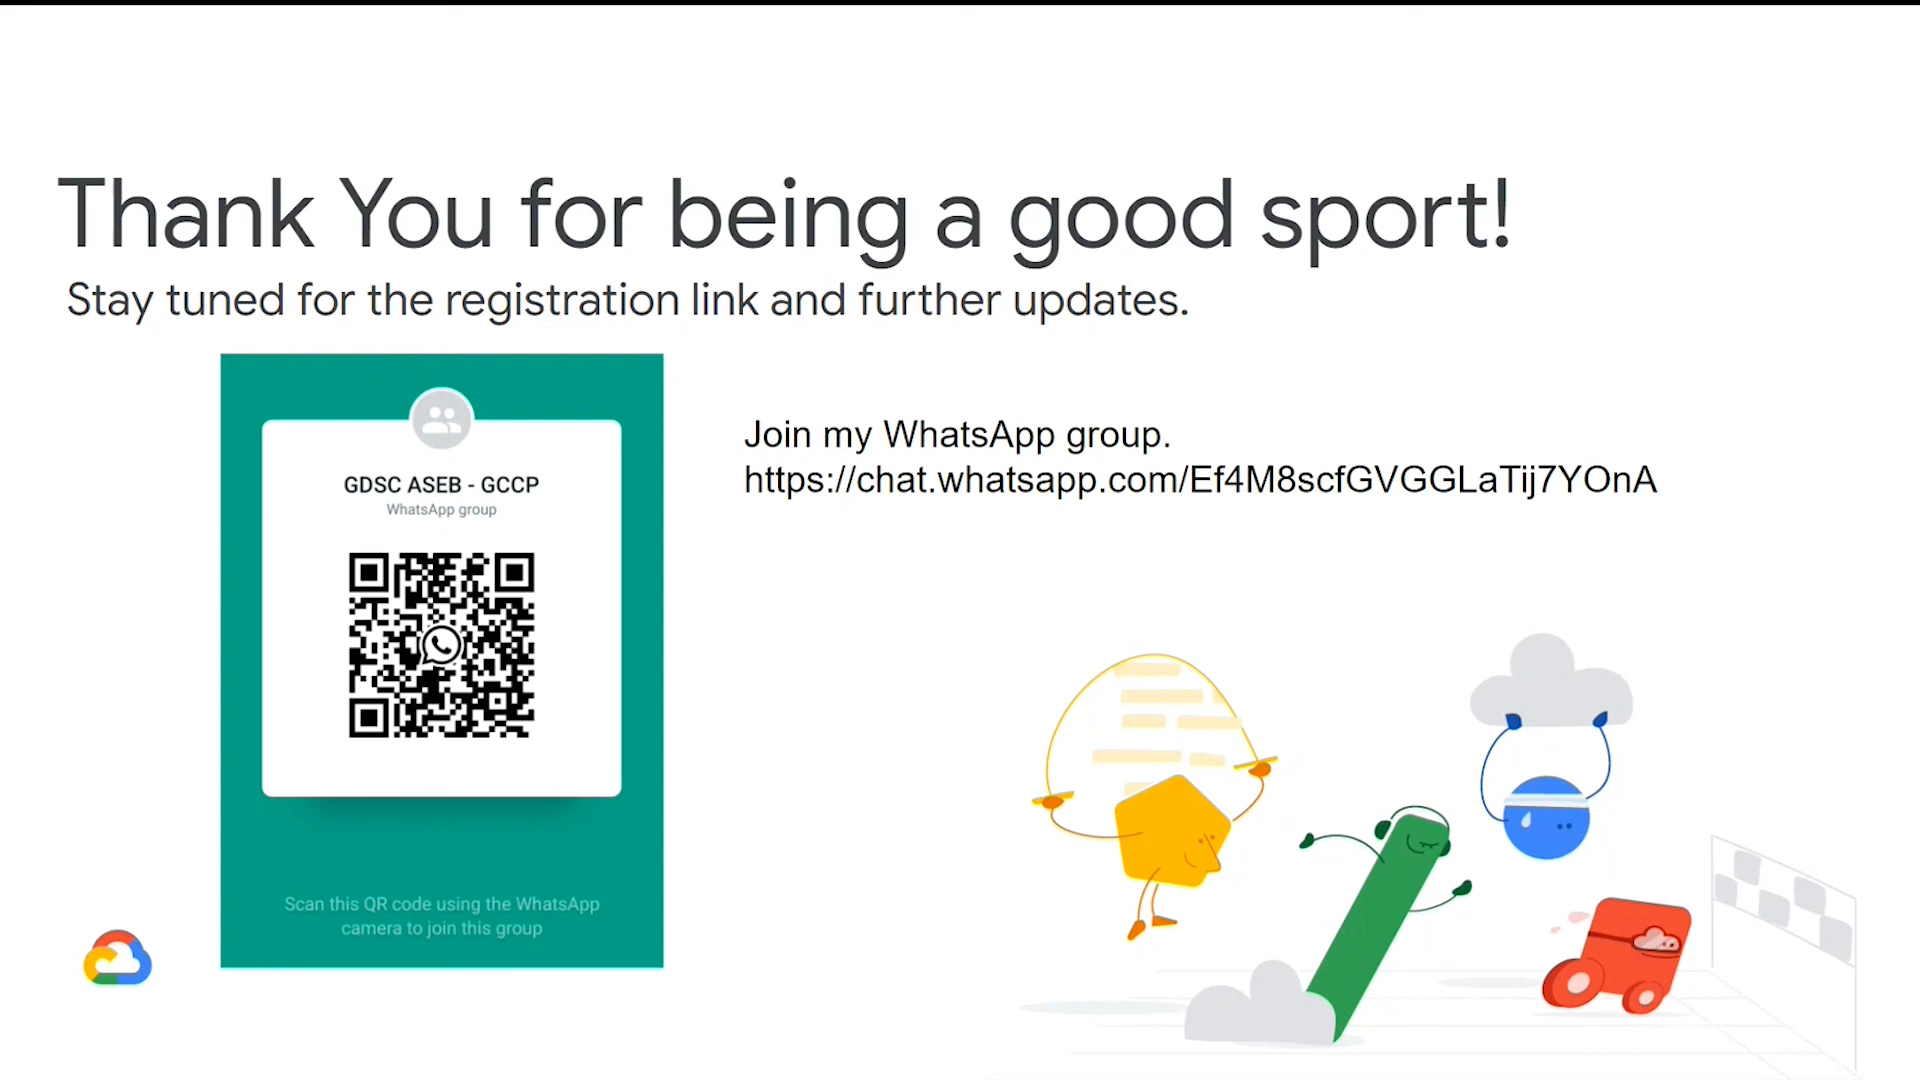 Thank You for being a good sport!
Stay tuned for the registration link and further updates.
GDSC ASEB - GCCP
WhatsApp group
Scan this QR code using the WhatsApp
camera to join this group
Join my WhatsApp group.
https://chat.whatsapp.com/Ef4M8scfGVGGLaTij7YOnA